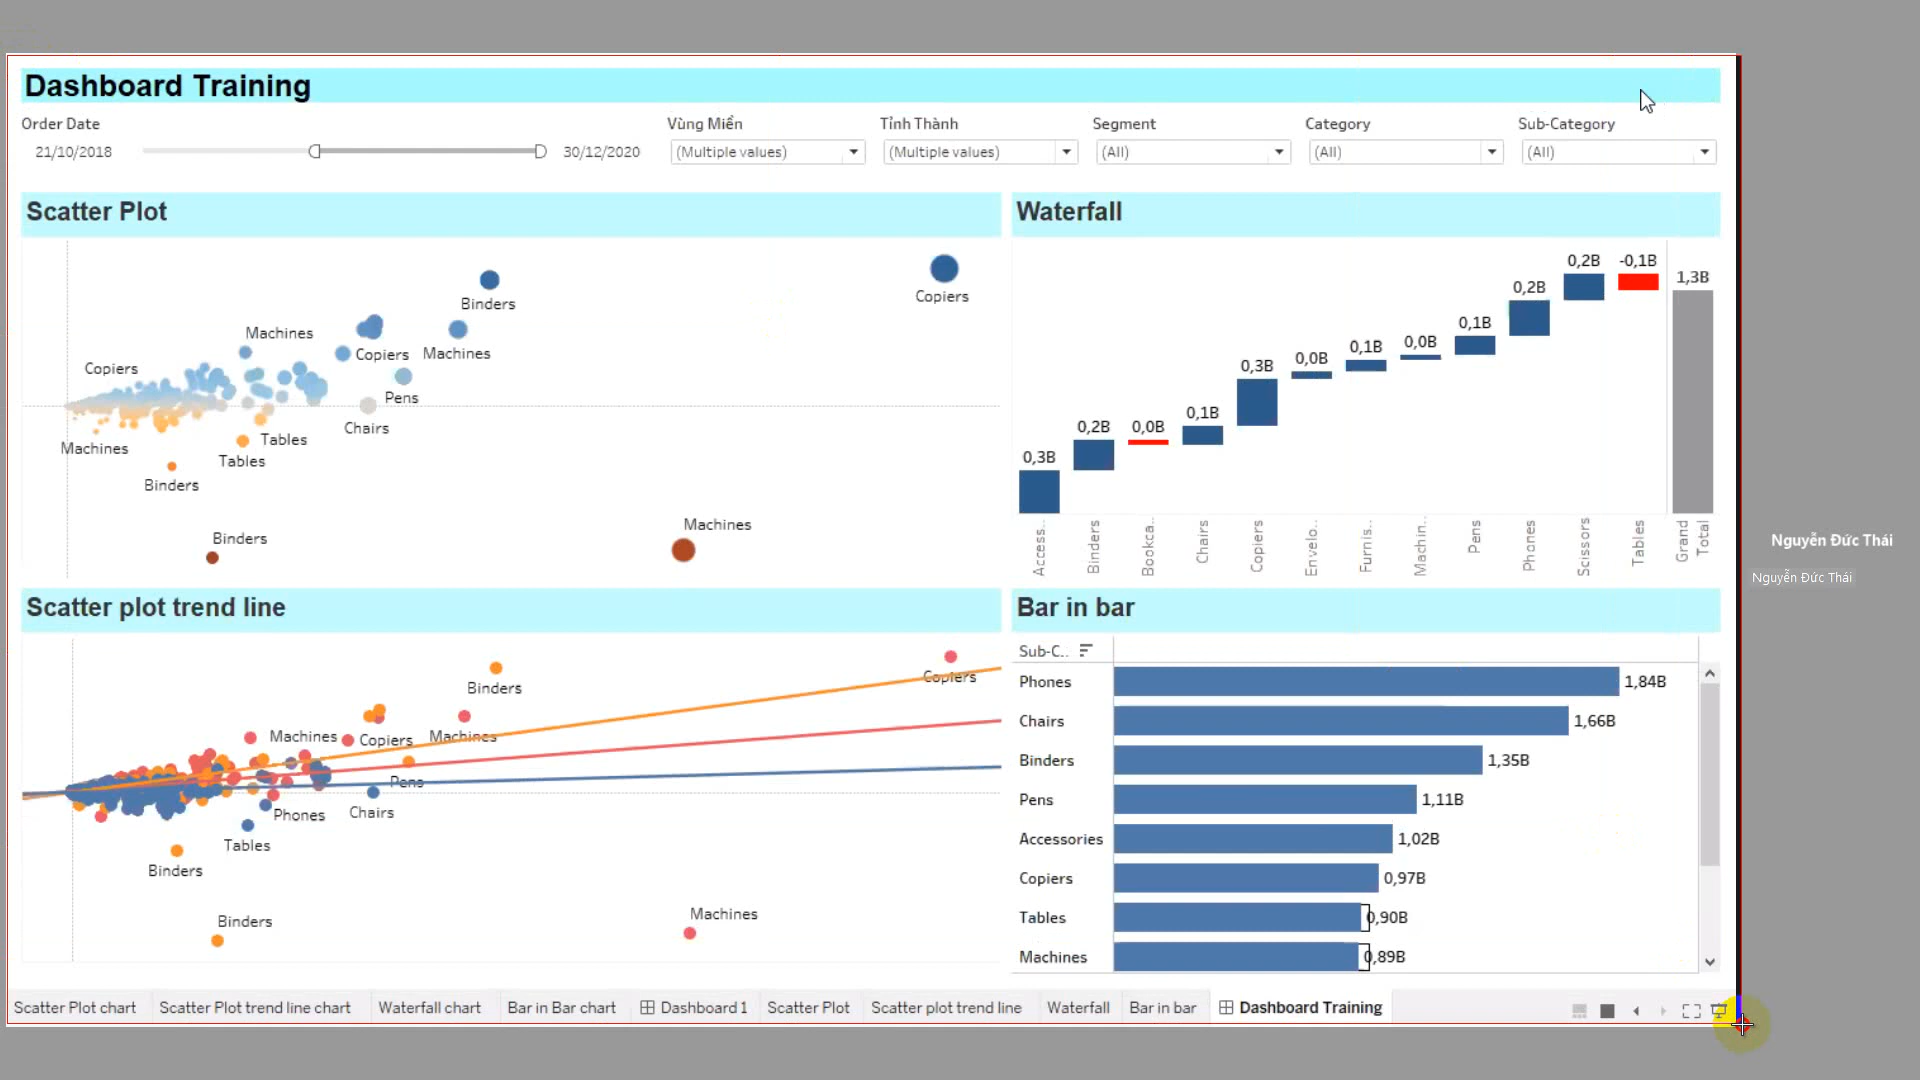 Dashboard Training
Order Date
21/10/2018
30/12/2020
Vùng Miền
(Multiple values)
Tỉnh Thành
(Multiple values)
Segment
(All)
Category
(All)
Sub-Category
(All)
Scatter Plot
Copiers
Binders
Machines
Copiers
Machines
Copiers
Pens
Chairs
Machines
Tables
Tables
Binders
Machines
Binders
Waterfall
0,3B
0,2B
0,0B
0,1B
0,3B
0,0B
0,1B
0,0B
0,1B
0,2B
0,2B
-0,1B
1,3B
Access..
Binders
Bookca..
Chairs
Copiers
Envelo..
Furnis..
Machin..
Pens
Phones
Scissors
Tables
Grand
Total
Nguyễn Đức Thái
Nguyễn Đức Thái
Scatter plot trend line
Binders
Copiers
Machines
Copiers
Machines
Pens
Phones
Chairs
Tables
Binders
Machines
Binders
Bar in bar
Sub-C..
Phones 1,84B
Chairs 1,66B
Binders 1,35B
Pens 1,11B
Accessories 1,02B
Copiers 0,97B
Tables 0,90B
Machines 0,89B
Scatter Plot chart
Scatter Plot trend line chart
Waterfall chart
Bar in Bar chart
Dashboard 1
Scatter Plot
Scatter plot trend line
Waterfall
Bar in bar
Dashboard Training